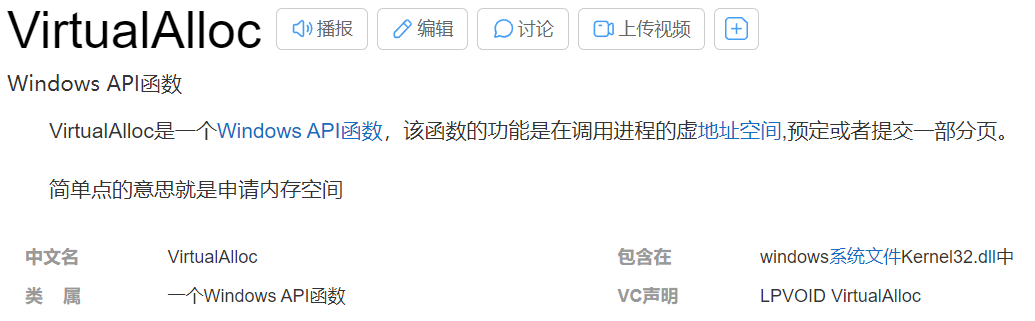 VirtualAlloc 播报 编辑 讨论 上传视频
Windows API函数
VirtualAlloc是一个Windows API函数，该函数的功能是在调用进程的虚地址空间,预定或者提交一部分页。
简单点的意思就是申请内存空间
中文名 VirtualAlloc 包含在 windows系统文件Kernel32.dll中
类 属 一个Windows API函数 VC声明 LPVOID VirtualAlloc